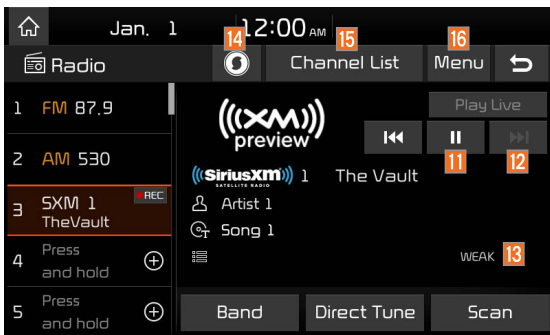 Jan. 1 12:00 AM
14 15 16
Radio Channel List Menu
1 FM 87.9
2 AM 530
3 SXM 1 REC
TheVault
4 Press
and hold
5 Press
and hold
((XM))
preview
Play Live
11 12
((SiriusXM)) 1 The Vault
SATELLITE RADIO
Artist 1
Song 1
WEAK 13
Band Direct Tune Scan